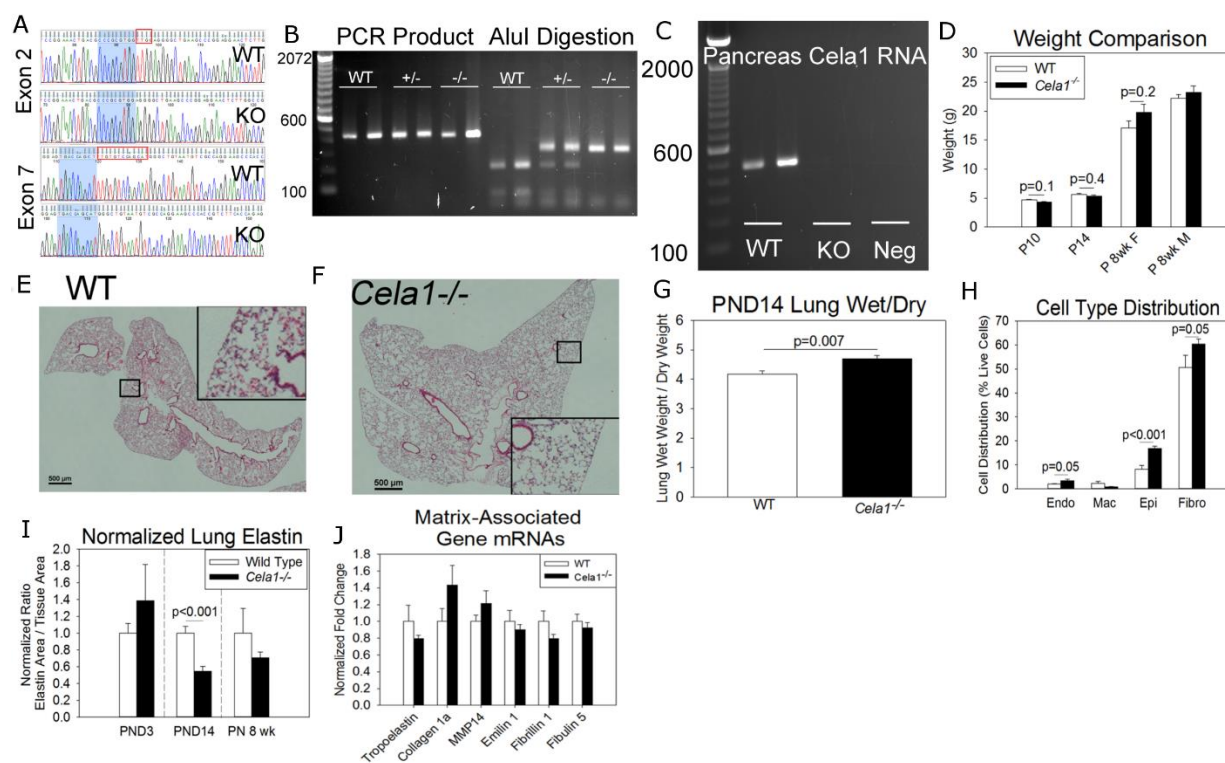 A
Exon 2
WT
KO
Exon 7
WT
KO
B
PCR Product
AluI Digestion
2072
600
100
WT
+/-
-/-
WT
+/-
-/-
C
Pancreas Cela1 RNA
2000
600
100
WT
KO
Neg
D
Weight Comparison
WT
Cela1-/-
Weight (g)
30
25
20
15
10
5
0
p=0.1
p=0.4
p=0.2
P10
P14
P 8wk F
P 8wk M
E
WT
500 µm
F
Cela1-/-
500 µm
G
PND14 Lung Wet/Dry
Lung Wet Weight / Dry Weight
6
5
4
3
2
1
0
p=0.007
WT
Cela1-/-
H
Cell Type Distribution
Cell Distribution (% Live Cells)
70
60
50
40
30
20
10
0
p=0.05
p<0.001
p=0.05
Endo
Mac
Epi
Fibro
I
Normalized Lung Elastin
Normalized Ratio
Elastin Area / Tissue Area
2.0
1.8
1.6
1.4
1.2
1.0
0.8
0.6
0.4
0.2
0.0
Wild Type
Cela1-/-
p<0.001
PND3
PND14
PN 8 wk
J
Matrix-Associated
Gene mRNAs
Normalized Fold Change
1.8
1.6
1.4
1.2
1.0
0.8
0.6
0.4
0.2
0.0
WT
Cela1-/-
Tropoelastin
Collagen 1a
MMP14
Emilin 1
Fibrillin 1
Fibulin 5